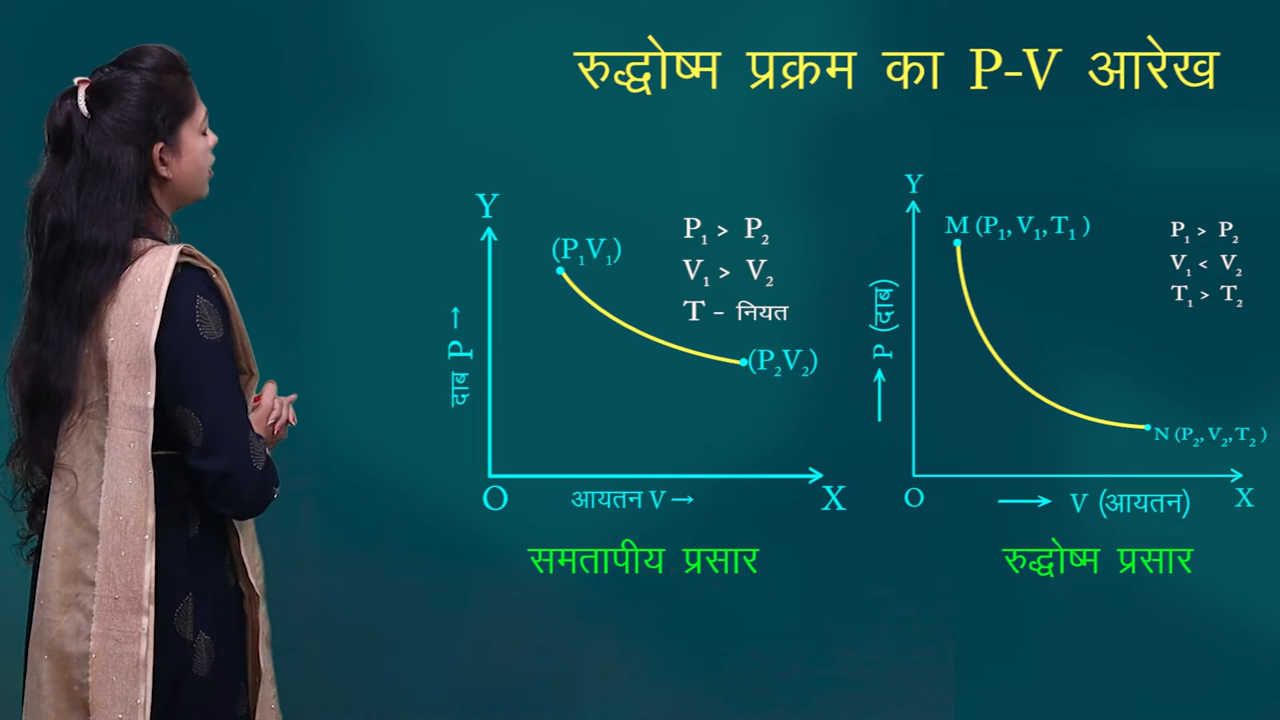 रुद्धोष्म प्रक्रम का P-V आरेख
Y
(P₁V₁)
P₁ > P₂
V₁ > V₂
T - नियत
दाब P →
(P₂V₂)
O
आयतन V →
X
समतापीय प्रसार
Y
M (P₁, V₁, T₁ )
P₁ > P₂
V₁ < V₂
T₁ > T₂
→ P (दाब)
N (P₂, V₂, T₂ )
O
→ V (आयतन)
X
रुद्धोष्म प्रसार